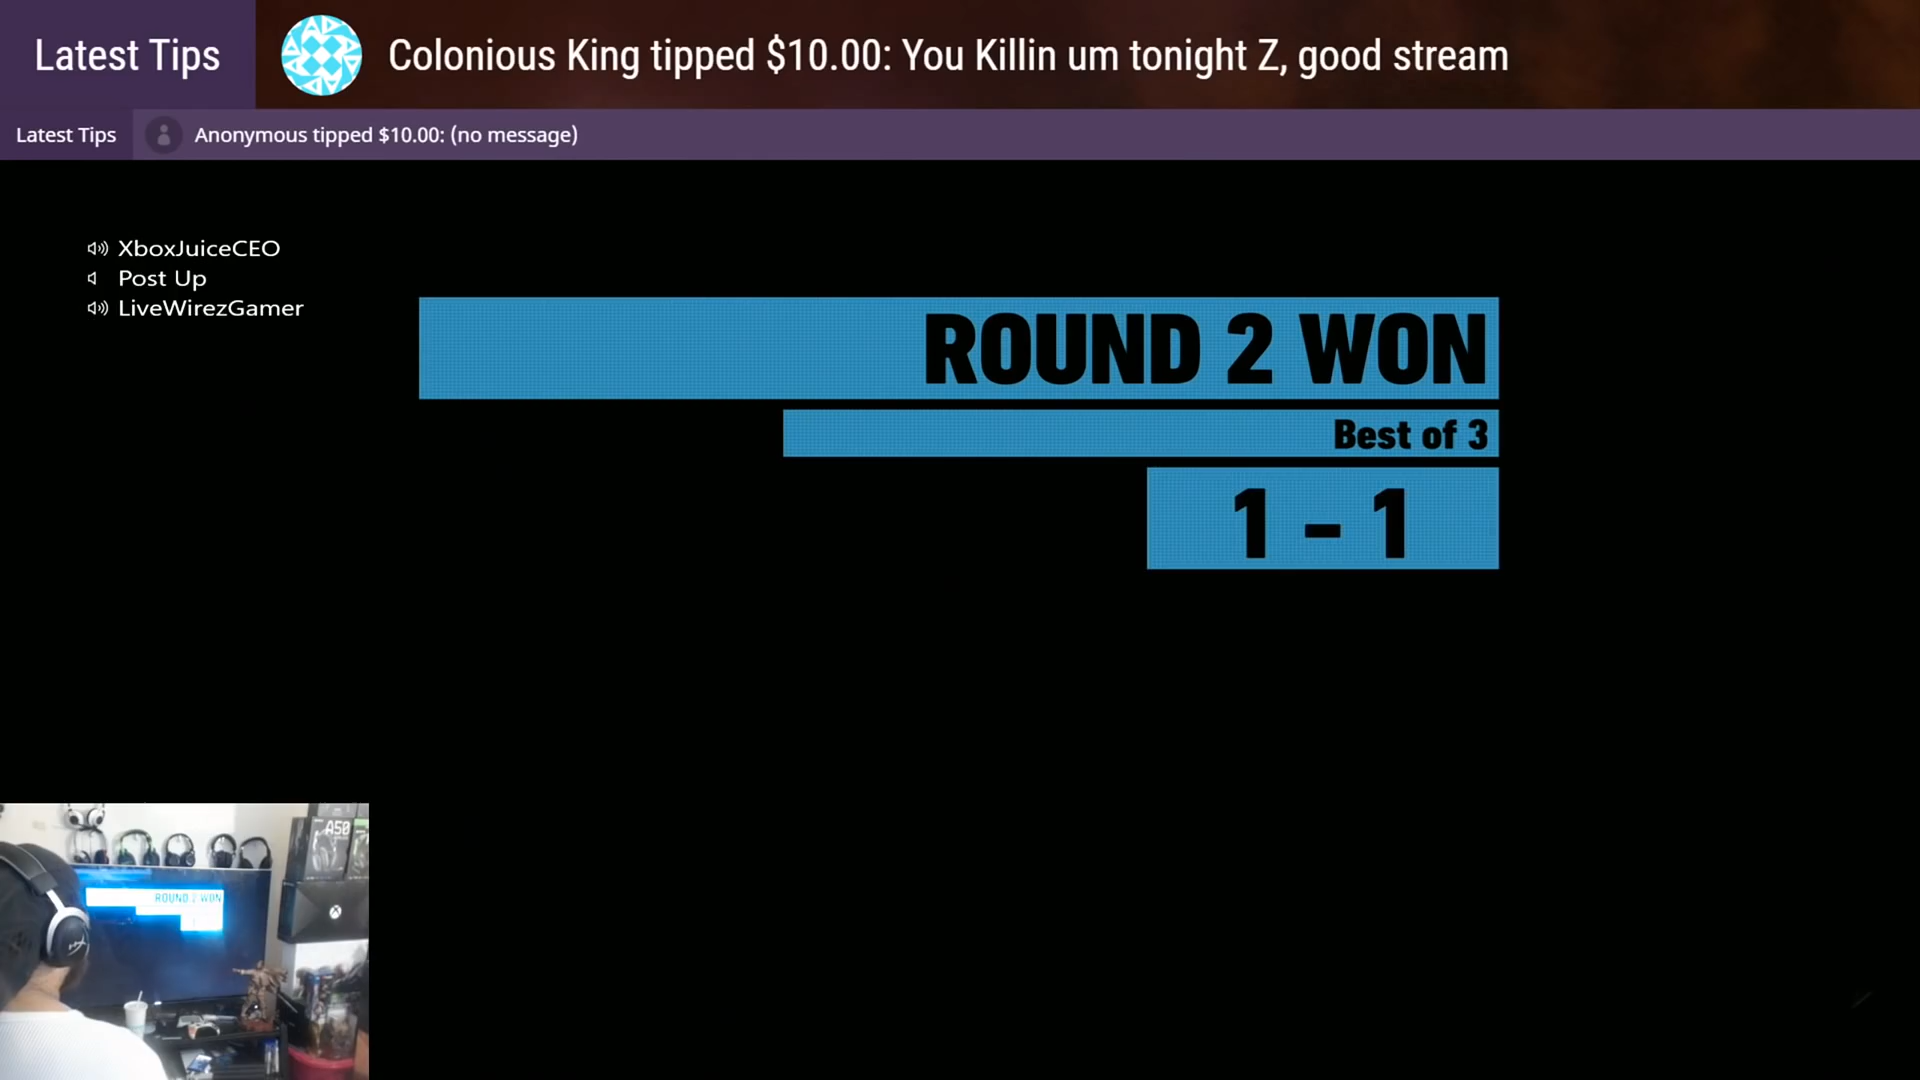 Latest Tips
Colonious King tipped $10.00: You Killin um tonight Z, good stream
Latest Tips
Anonymous tipped $10.00: (no message)
XboxJuiceCEO
Post Up
LiveWirezGamer
ROUND 2 WON
Best of 3
1 - 1
A50
ROUND 2 WON